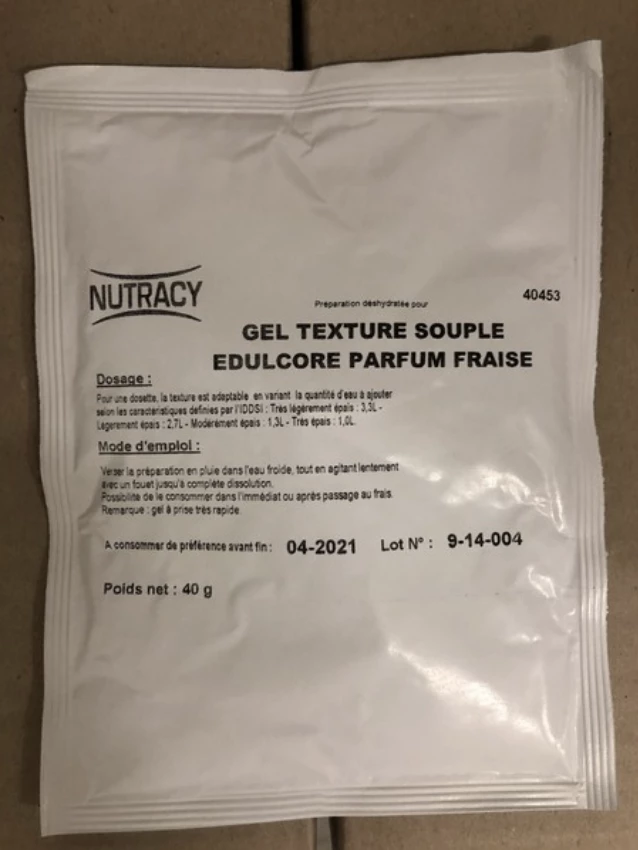 NUTRACY
Préparation déshydratée pour
40453
GEL TEXTURE SOUPLE
EDULCORE PARFUM FRAISE
Dosage :
Pour une dosette, la texture est adaptable en variant la quantité d'eau à ajouter
selon les caractéristiques définies par l'IDDSI : Très légèrement épais : 3,3L -
Légèrement épais : 2,7L - Modérément épais : 1,3L - Très épais : 1,0L.
Mode d'emploi :
Verser la préparation en pluie dans l'eau froide, tout en agitant lentement
avec un fouet jusqu'à complète dissolution.
Possibilité de le consommer dans l'immédiat ou après passage au frais.
Remarque : gel à prise très rapide.
A consommer de préférence avant fin : 04-2021 Lot N° : 9-14-004
Poids net : 40 g